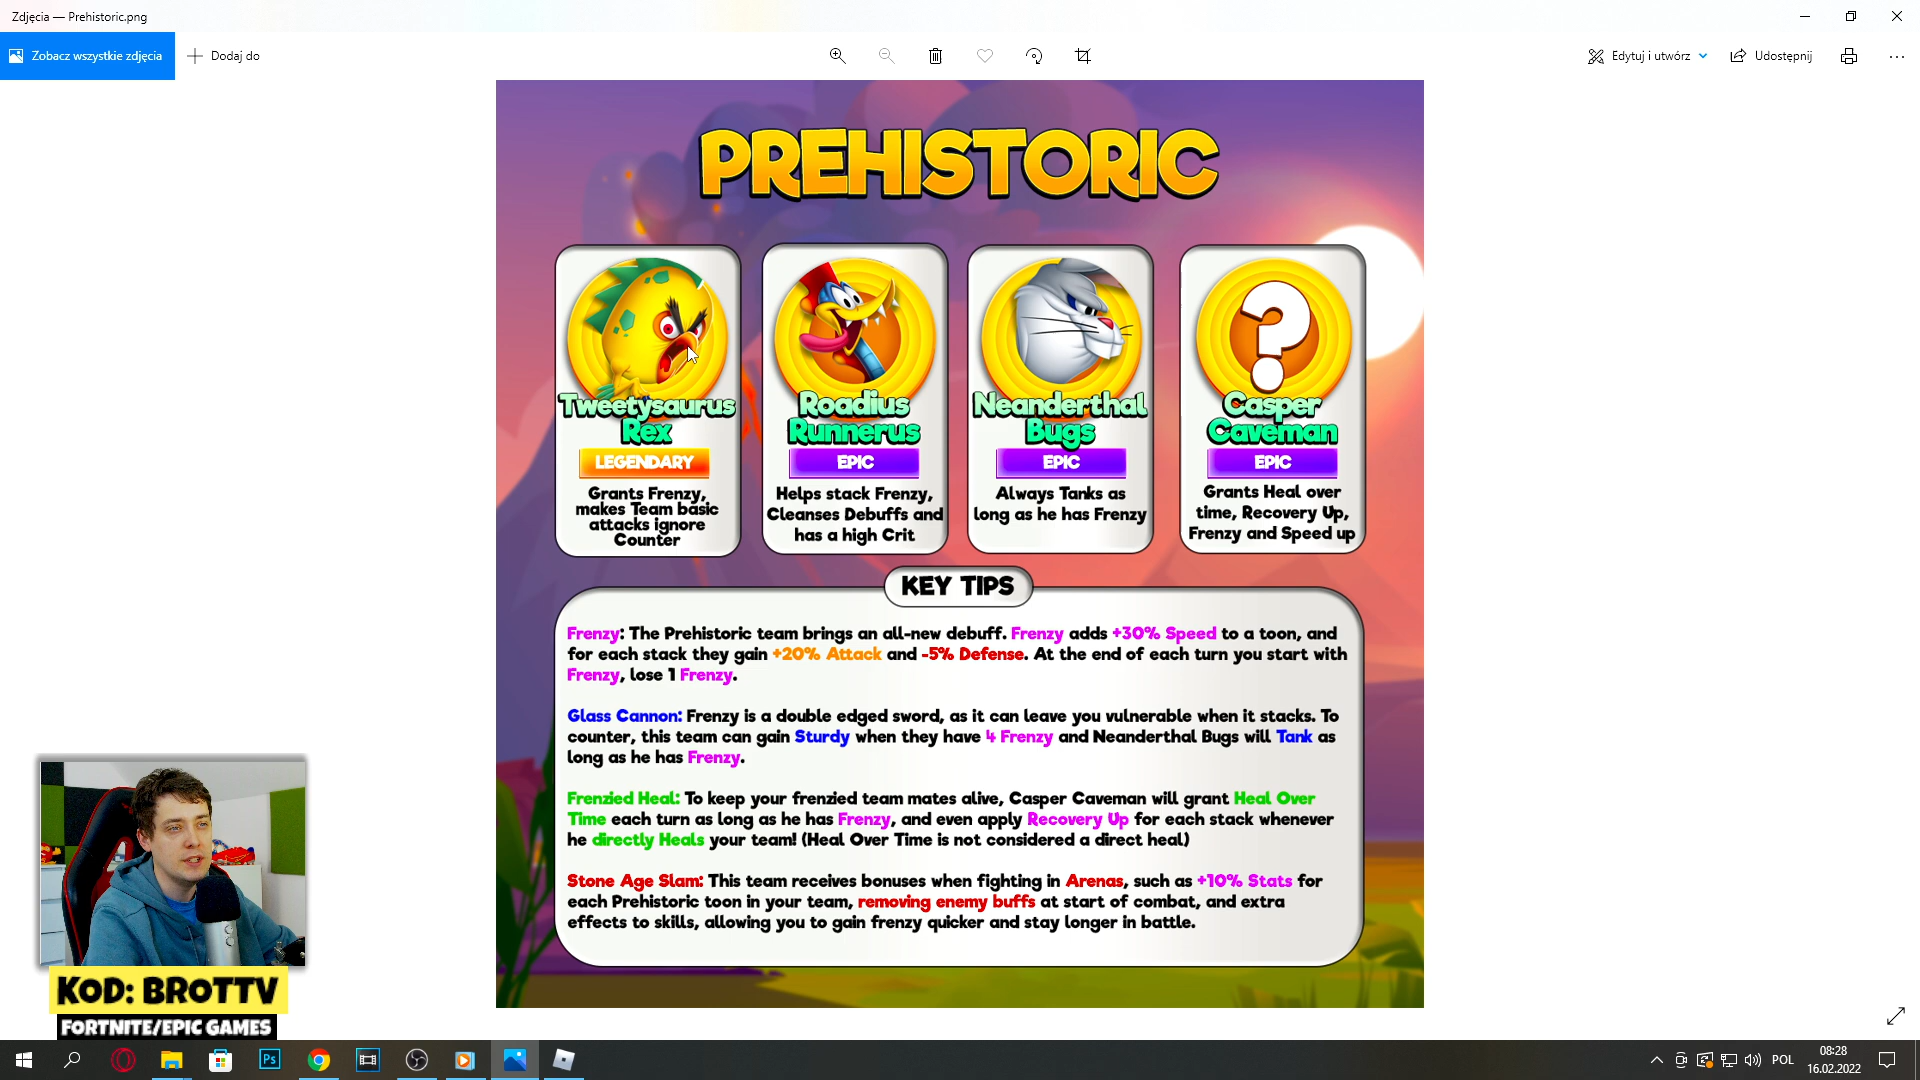 Zdjęcia — Prehistoric.png
Zobacz wszystkie zdjęcia
Dodaj do
Edytuj i utwórz
Udostępnij
PREHISTORIC
Tweetysaurus
Rex
LEGENDARY
Grants Frenzy,
makes Team basic
attacks ignore
Counter
Roadius
Runnerus
EPIC
Helps stack Frenzy,
Cleanses Debuffs and
has a high Crit
Neanderthal
Bugs
EPIC
Always Tanks as
long as he has Frenzy
?
Casper
Caveman
EPIC
Grants Heal over
time, Recovery Up,
Frenzy and Speed up
KEY TIPS
Frenzy: The Prehistoric team brings an all-new debuff. Frenzy adds +30% Speed to a toon, and
for each stack they gain +20% Attack and -5% Defense. At the end of each turn you start with
Frenzy, lose 1 Frenzy.
Glass Cannon: Frenzy is a double edged sword, as it can leave you vulnerable when it stacks. To
counter, this team can gain Sturdy when they have 4 Frenzy and Neanderthal Bugs will Tank as
long as he has Frenzy.
Frenzied Heal: To keep your frenzied team mates alive, Casper Caveman will grant Heal Over
Time each turn as long as he has Frenzy, and even apply Recovery Up for each stack whenever
he directly Heals your team! (Heal Over Time is not considered a direct heal)
Stone Age Slam: This team receives bonuses when fighting in Arenas, such as +10% Stats for
each Prehistoric toon in your team, removing enemy buffs at start of combat, and extra
effects to skills, allowing you to gain frenzy quicker and stay longer in battle.
KOD: BROTTV
FORTNITE/EPIC GAMES
Ps
POL
08:28
16.02.2022